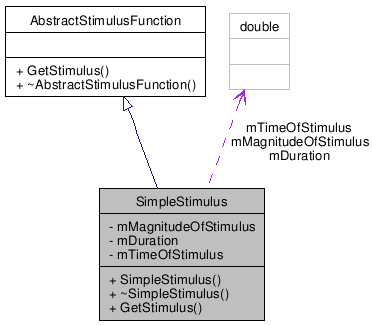 AbstractStimulusFunction
+ GetStimulus()
+ ~AbstractStimulusFunction()
double
mTimeOfStimulus
mMagnitudeOfStimulus
mDuration
SimpleStimulus
- mMagnitudeOfStimulus
- mDuration
- mTimeOfStimulus
+ SimpleStimulus()
+ ~SimpleStimulus()
+ GetStimulus()